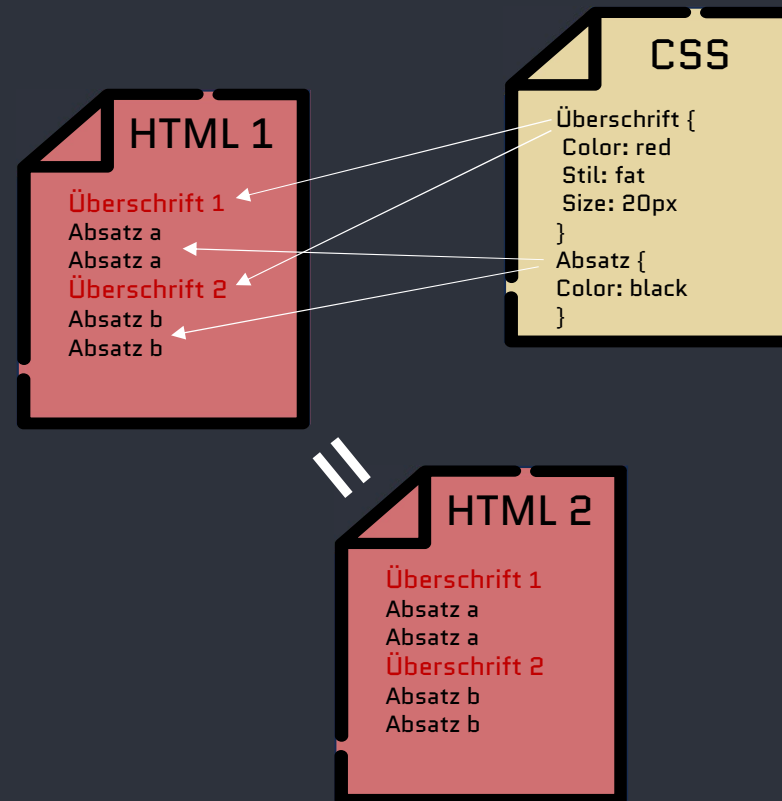 HTML 1
Überschrift 1
Absatz a
Absatz a
Überschrift 2
Absatz b
Absatz b
CSS
Überschrift {
Color: red
Stil: fat
Size: 20px
}
Absatz {
Color: black
}
HTML 2
Überschrift 1
Absatz a
Absatz a
Überschrift 2
Absatz b
Absatz b